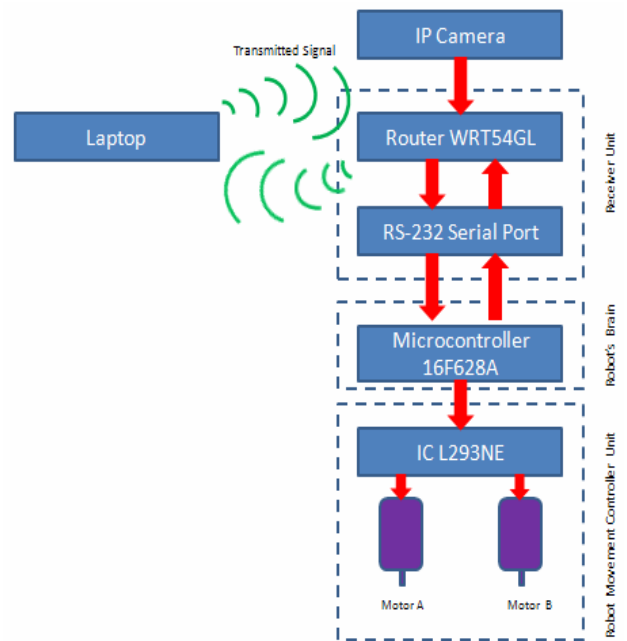 IP Camera
Transmitted Signal
Laptop
Router WRT54GL
RS-232 Serial Port
Receiver Unit
Microcontroller
16F628A
Robot's Brain
IC L293NE
Motor A
Motor B
Robot Movement Controller Unit